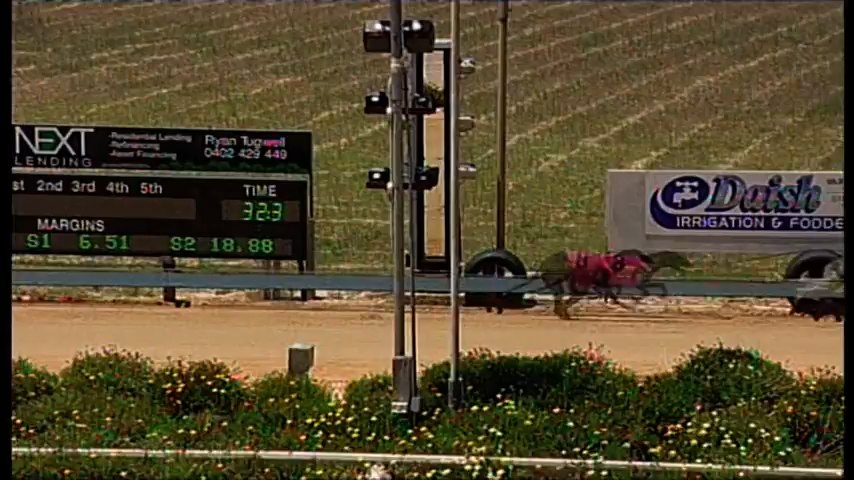 NEXT
LENDING
-Residential Lending
-Refinancing
-Asset Financing
Ryan Tugwell
0402 429 449
st 2nd 3rd 4th 5th
TIME
32.3
MARGINS
S1 6.51 S2 18.88
Daish
IRRIGATION & FODDE